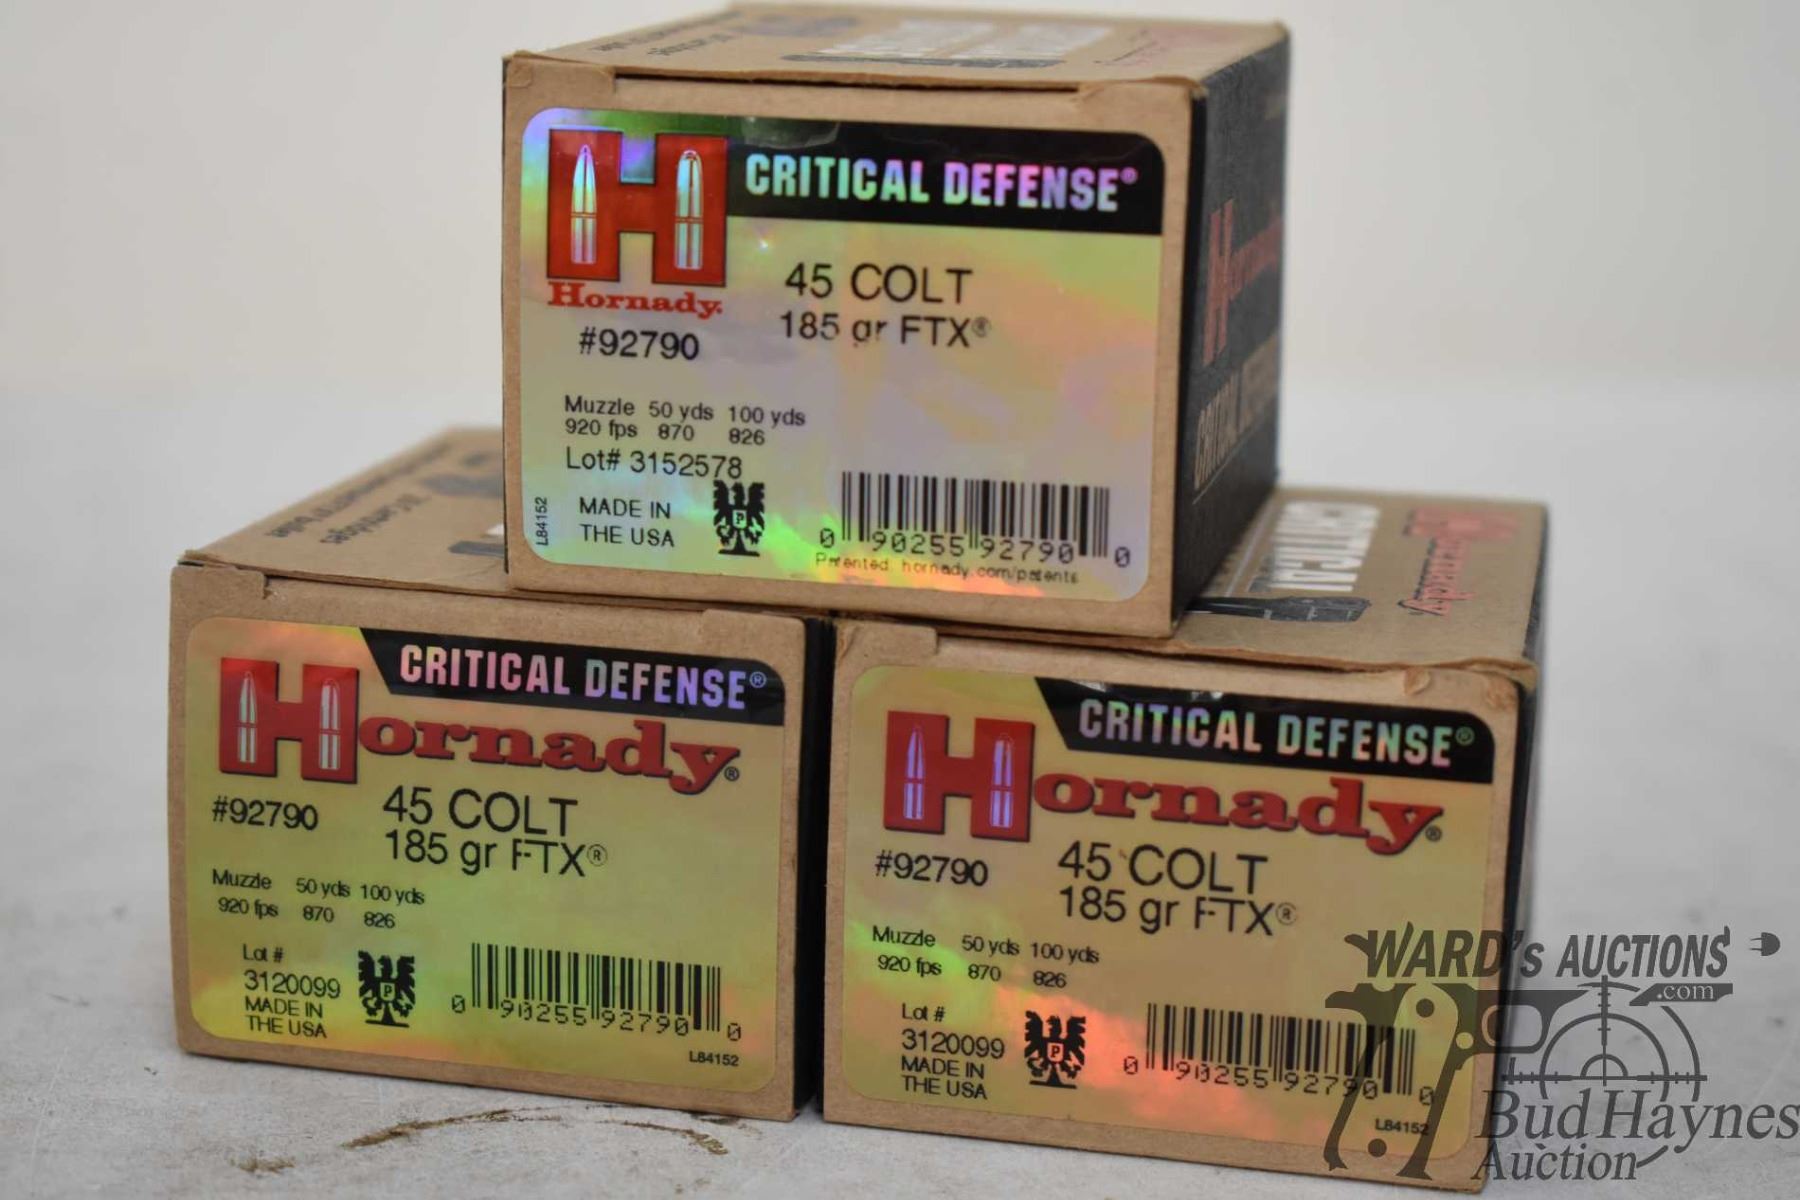 CRITICAL DEFENSE®
Hornady.
45 COLT
185 gr FTX®
#92790
Muzzle 50 yds 100 yds
920 fps 870 826
Lot# 3152578
MADE IN
THE USA
L84152
P
0 90255 92790 0
Patented: hornady.com/patents
Hornady
CRITICAL
CRITICAL DEFENSE®
Hornady®
#92790
45 COLT
185 gr FTX®
Muzzle 50 yds 100 yds
920 fps 870 826
Lot #
3120099
MADE IN
THE USA
P
0 90255 92790 0
L84152
Hornady
CRITICAL
CRITICAL DEFENSE®
Hornady®
#92790
45 COLT
185 gr FTX®
Muzzle 50 yds 100 yds
920 fps 870 826
Lot #
3120099
MADE IN
THE USA
P
0 90255 92790 0
L84152
WARD's AUCTIONS
.com
Bud Haynes
Auction